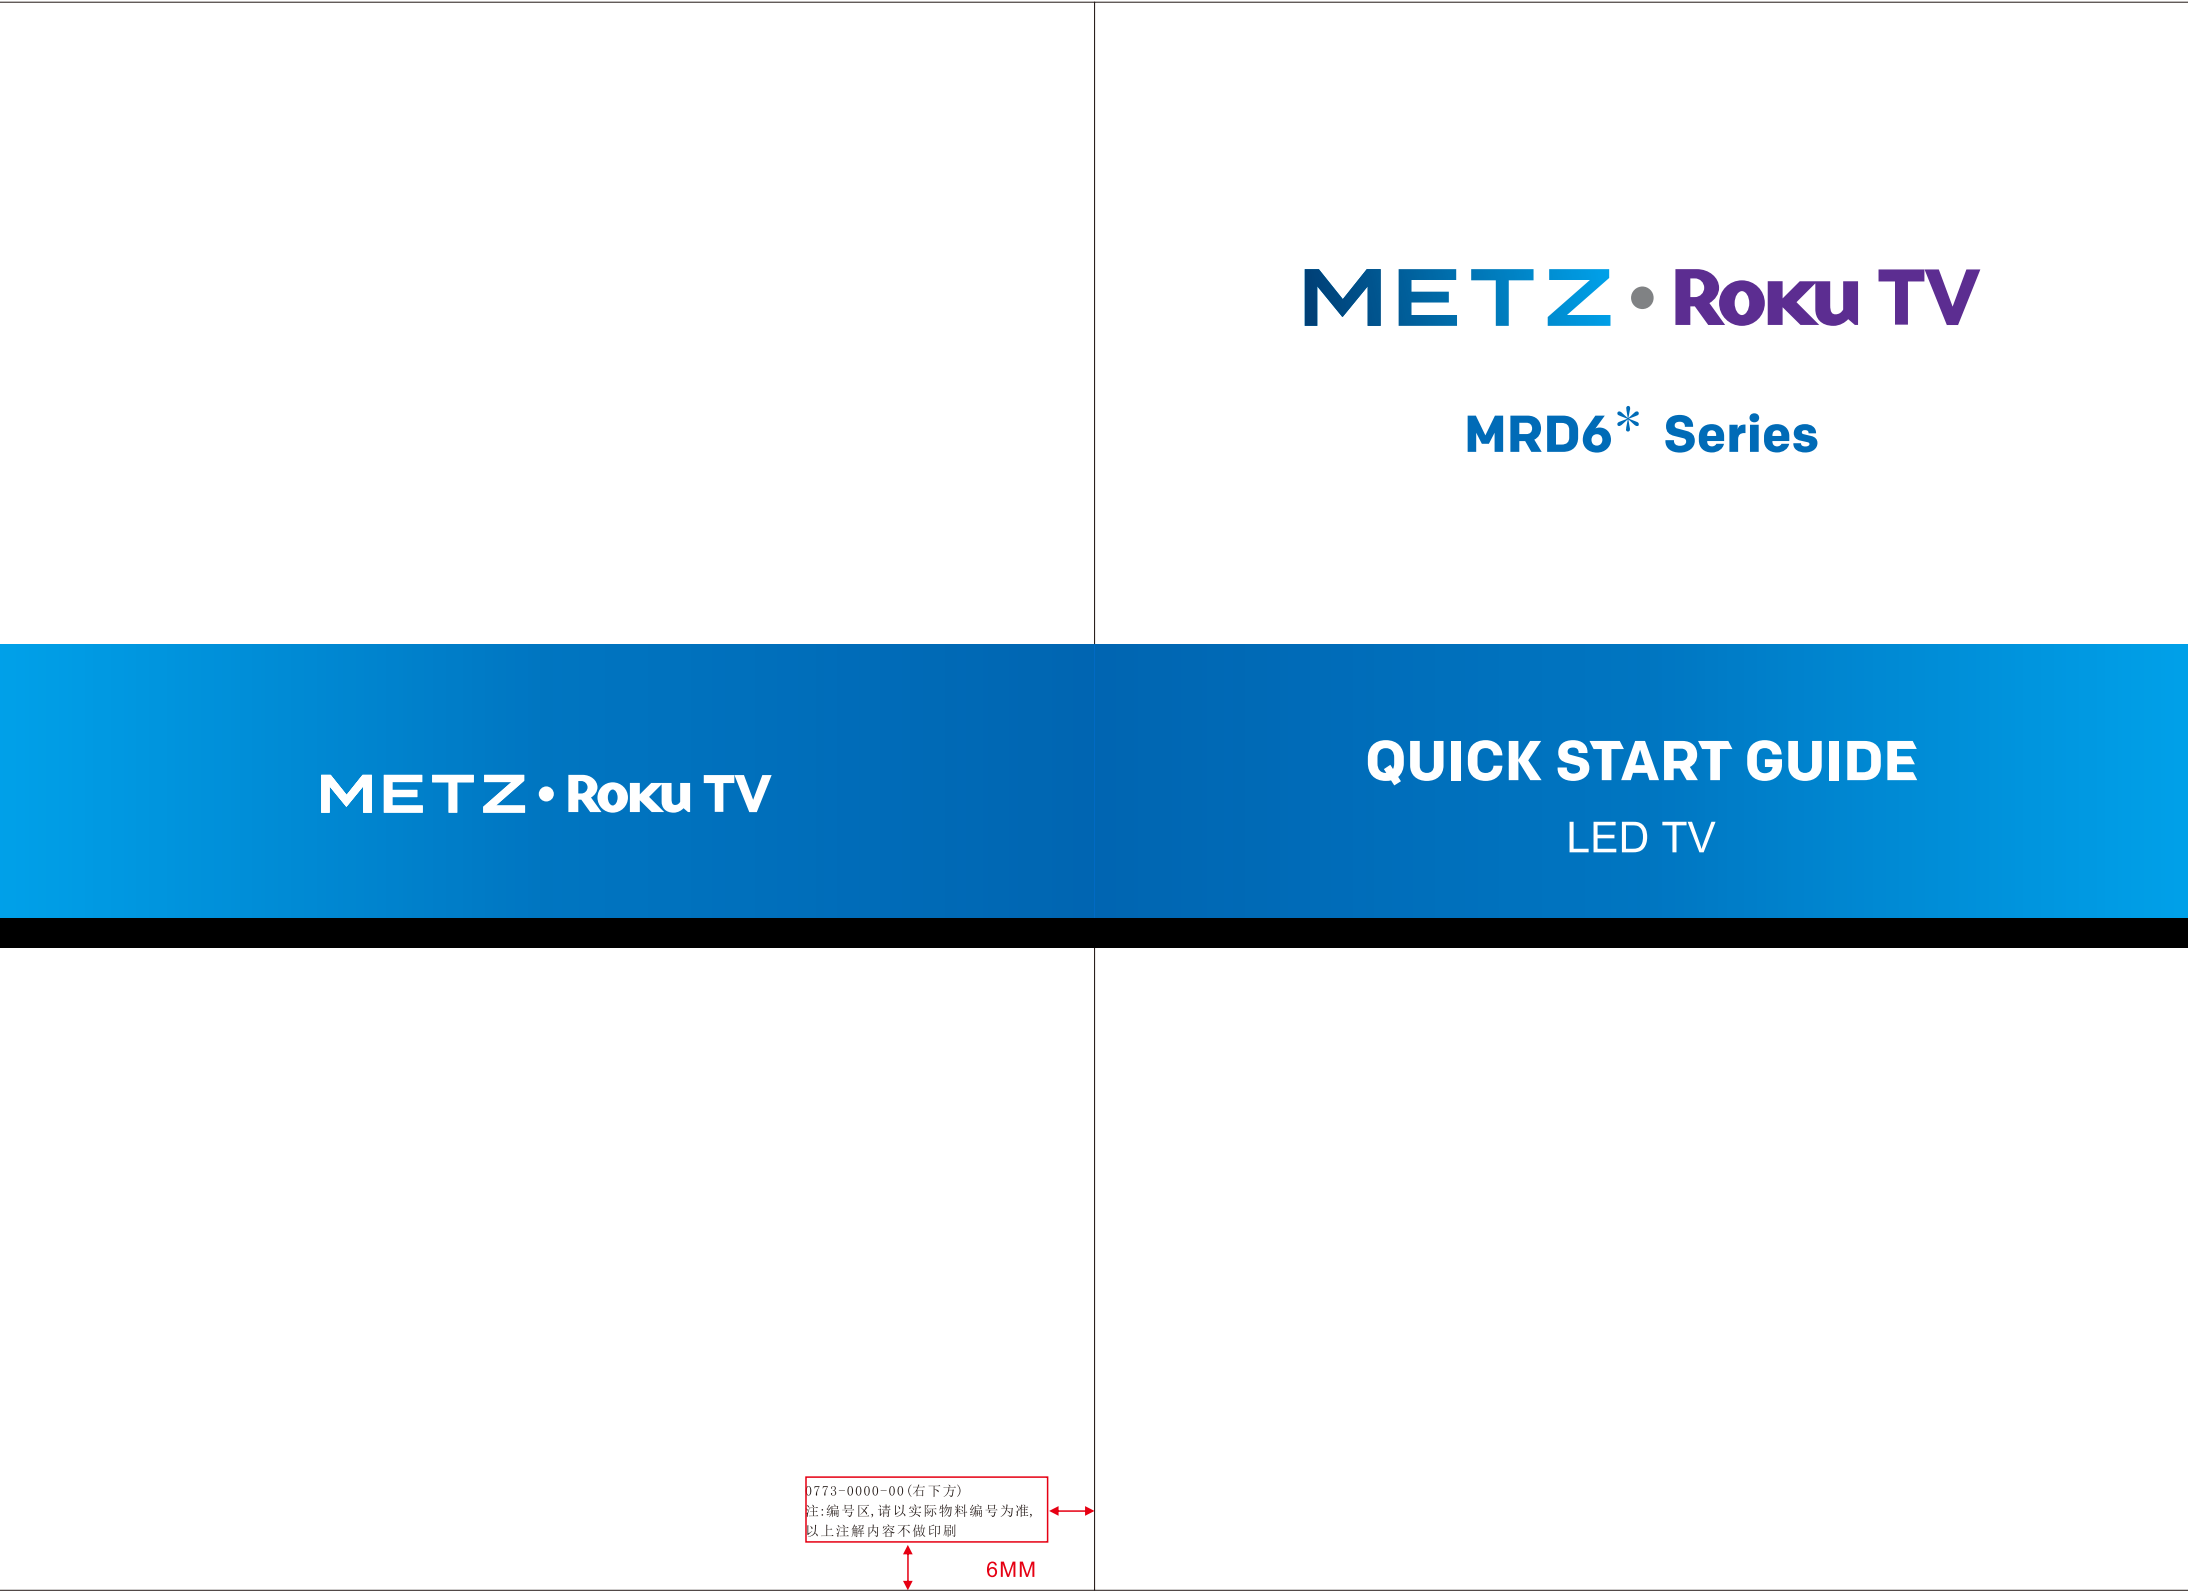 METZ • Roku TV
MRD6* Series
METZ • Roku TV
QUICK START GUIDE
LED TV
0773-0000-00(右下方)
注:编号区,请以实际物料编号为准,
以上注解内容不做印刷
6MM